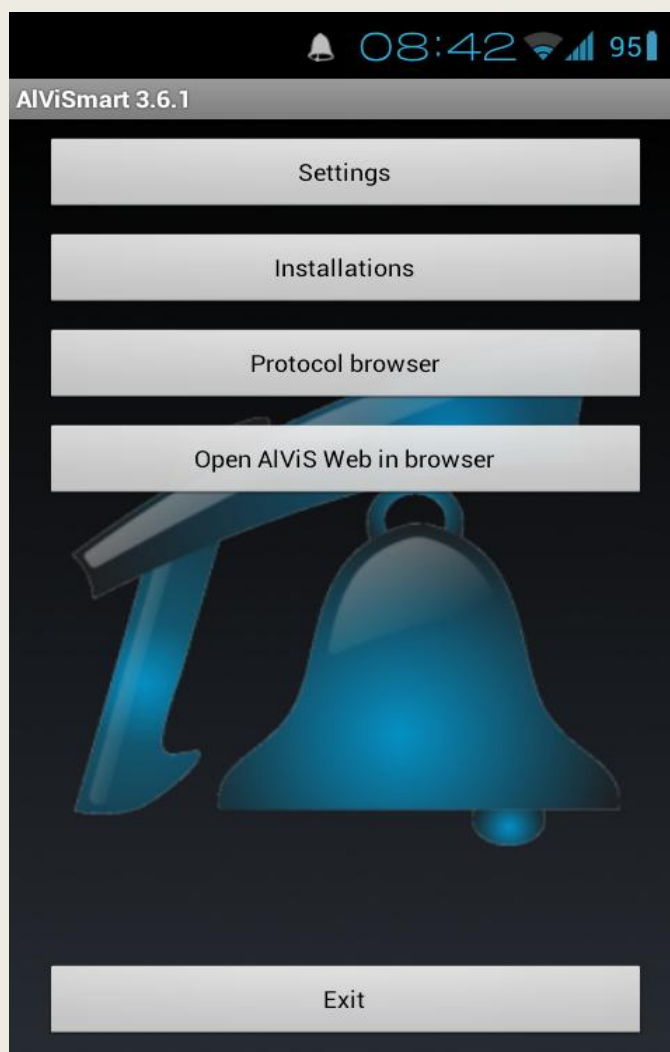 08:42 95
AlViSmart 3.6.1
Settings
Installations
Protocol browser
Open AlViS Web in browser
Exit